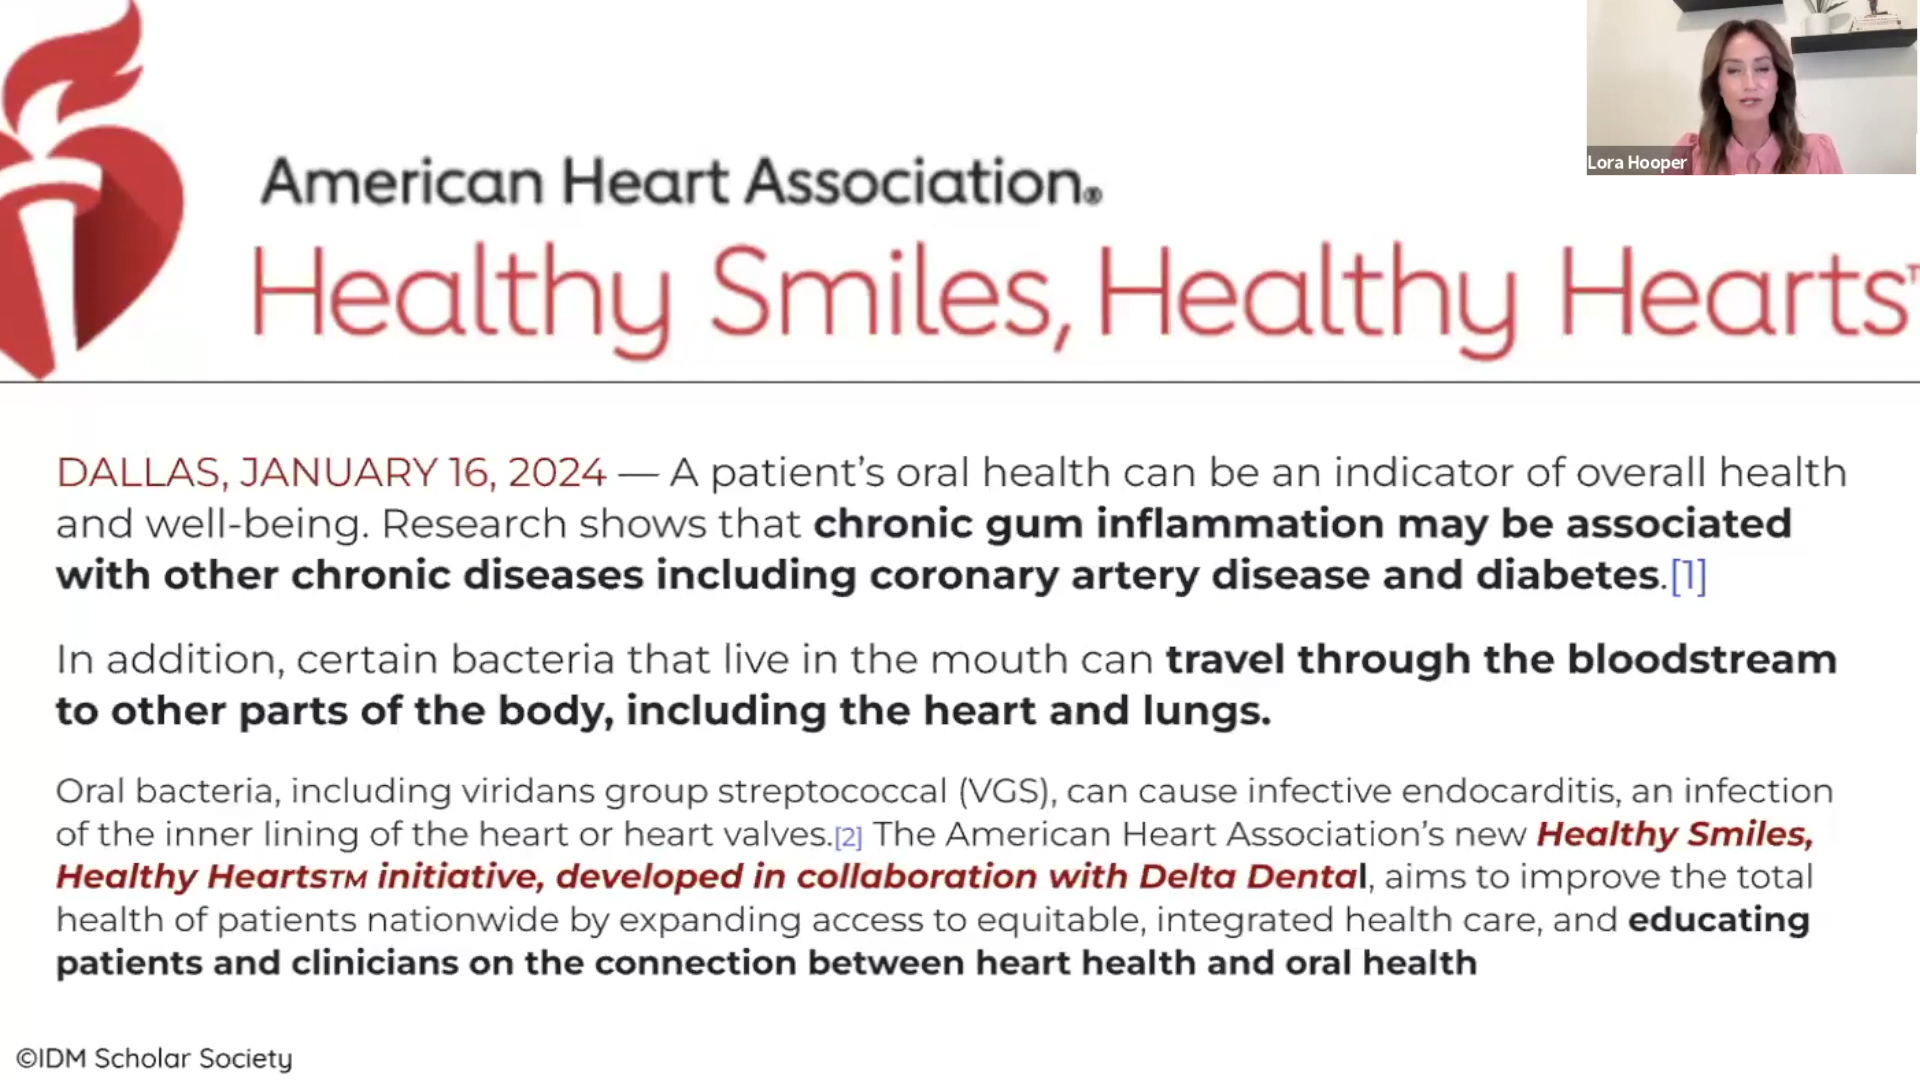 Lora Hooper
American Heart Association®
Healthy Smiles, Healthy Hearts™
DALLAS, JANUARY 16, 2024 — A patient’s oral health can be an indicator of overall health
and well-being. Research shows that chronic gum inflammation may be associated
with other chronic diseases including coronary artery disease and diabetes.[1]
In addition, certain bacteria that live in the mouth can travel through the bloodstream
to other parts of the body, including the heart and lungs.
Oral bacteria, including viridans group streptococcal (VGS), can cause infective endocarditis, an infection
of the inner lining of the heart or heart valves.[2] The American Heart Association’s new Healthy Smiles,
Healthy Hearts™ initiative, developed in collaboration with Delta Dental, aims to improve the total
health of patients nationwide by expanding access to equitable, integrated health care, and educating
patients and clinicians on the connection between heart health and oral health
©IDM Scholar Society